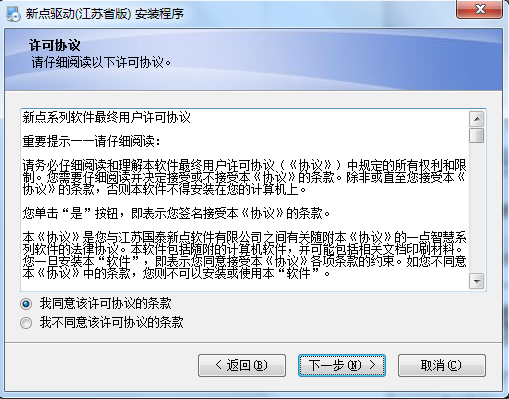 新点驱动(江苏省版) 安装程序
许可协议
请仔细阅读以下许可协议。
新点系列软件最终用户许可协议
重要提示——请仔细阅读:
请务必仔细阅读和理解本软件最终用户许可协议（《协议》）中规定的所有权利和限
制。您需要仔细阅读并决定接受或不接受本《协议》的条款。除非或直至您接受本《
协议》的条款，否则本软件不得安装在您的计算机上。
您单击“是”按钮，即表示您签名接受本《协议》的条款。
本《协议》是您与江苏国泰新点软件有限公司之间有关随附本《协议》的一点智慧系
列软件的法律协议。本软件包括随附的计算机软件，并可能包括相关文档印刷材料。
您一旦安装本“软件”，即表示您同意接受本《协议》各项条款的约束。如您不同意
本《协议》中的条款，您则不可以安装或使用本“软件”。
我同意该许可协议的条款
我不同意该许可协议的条款
< 返回(B)
下一步(N) >
取消(C)